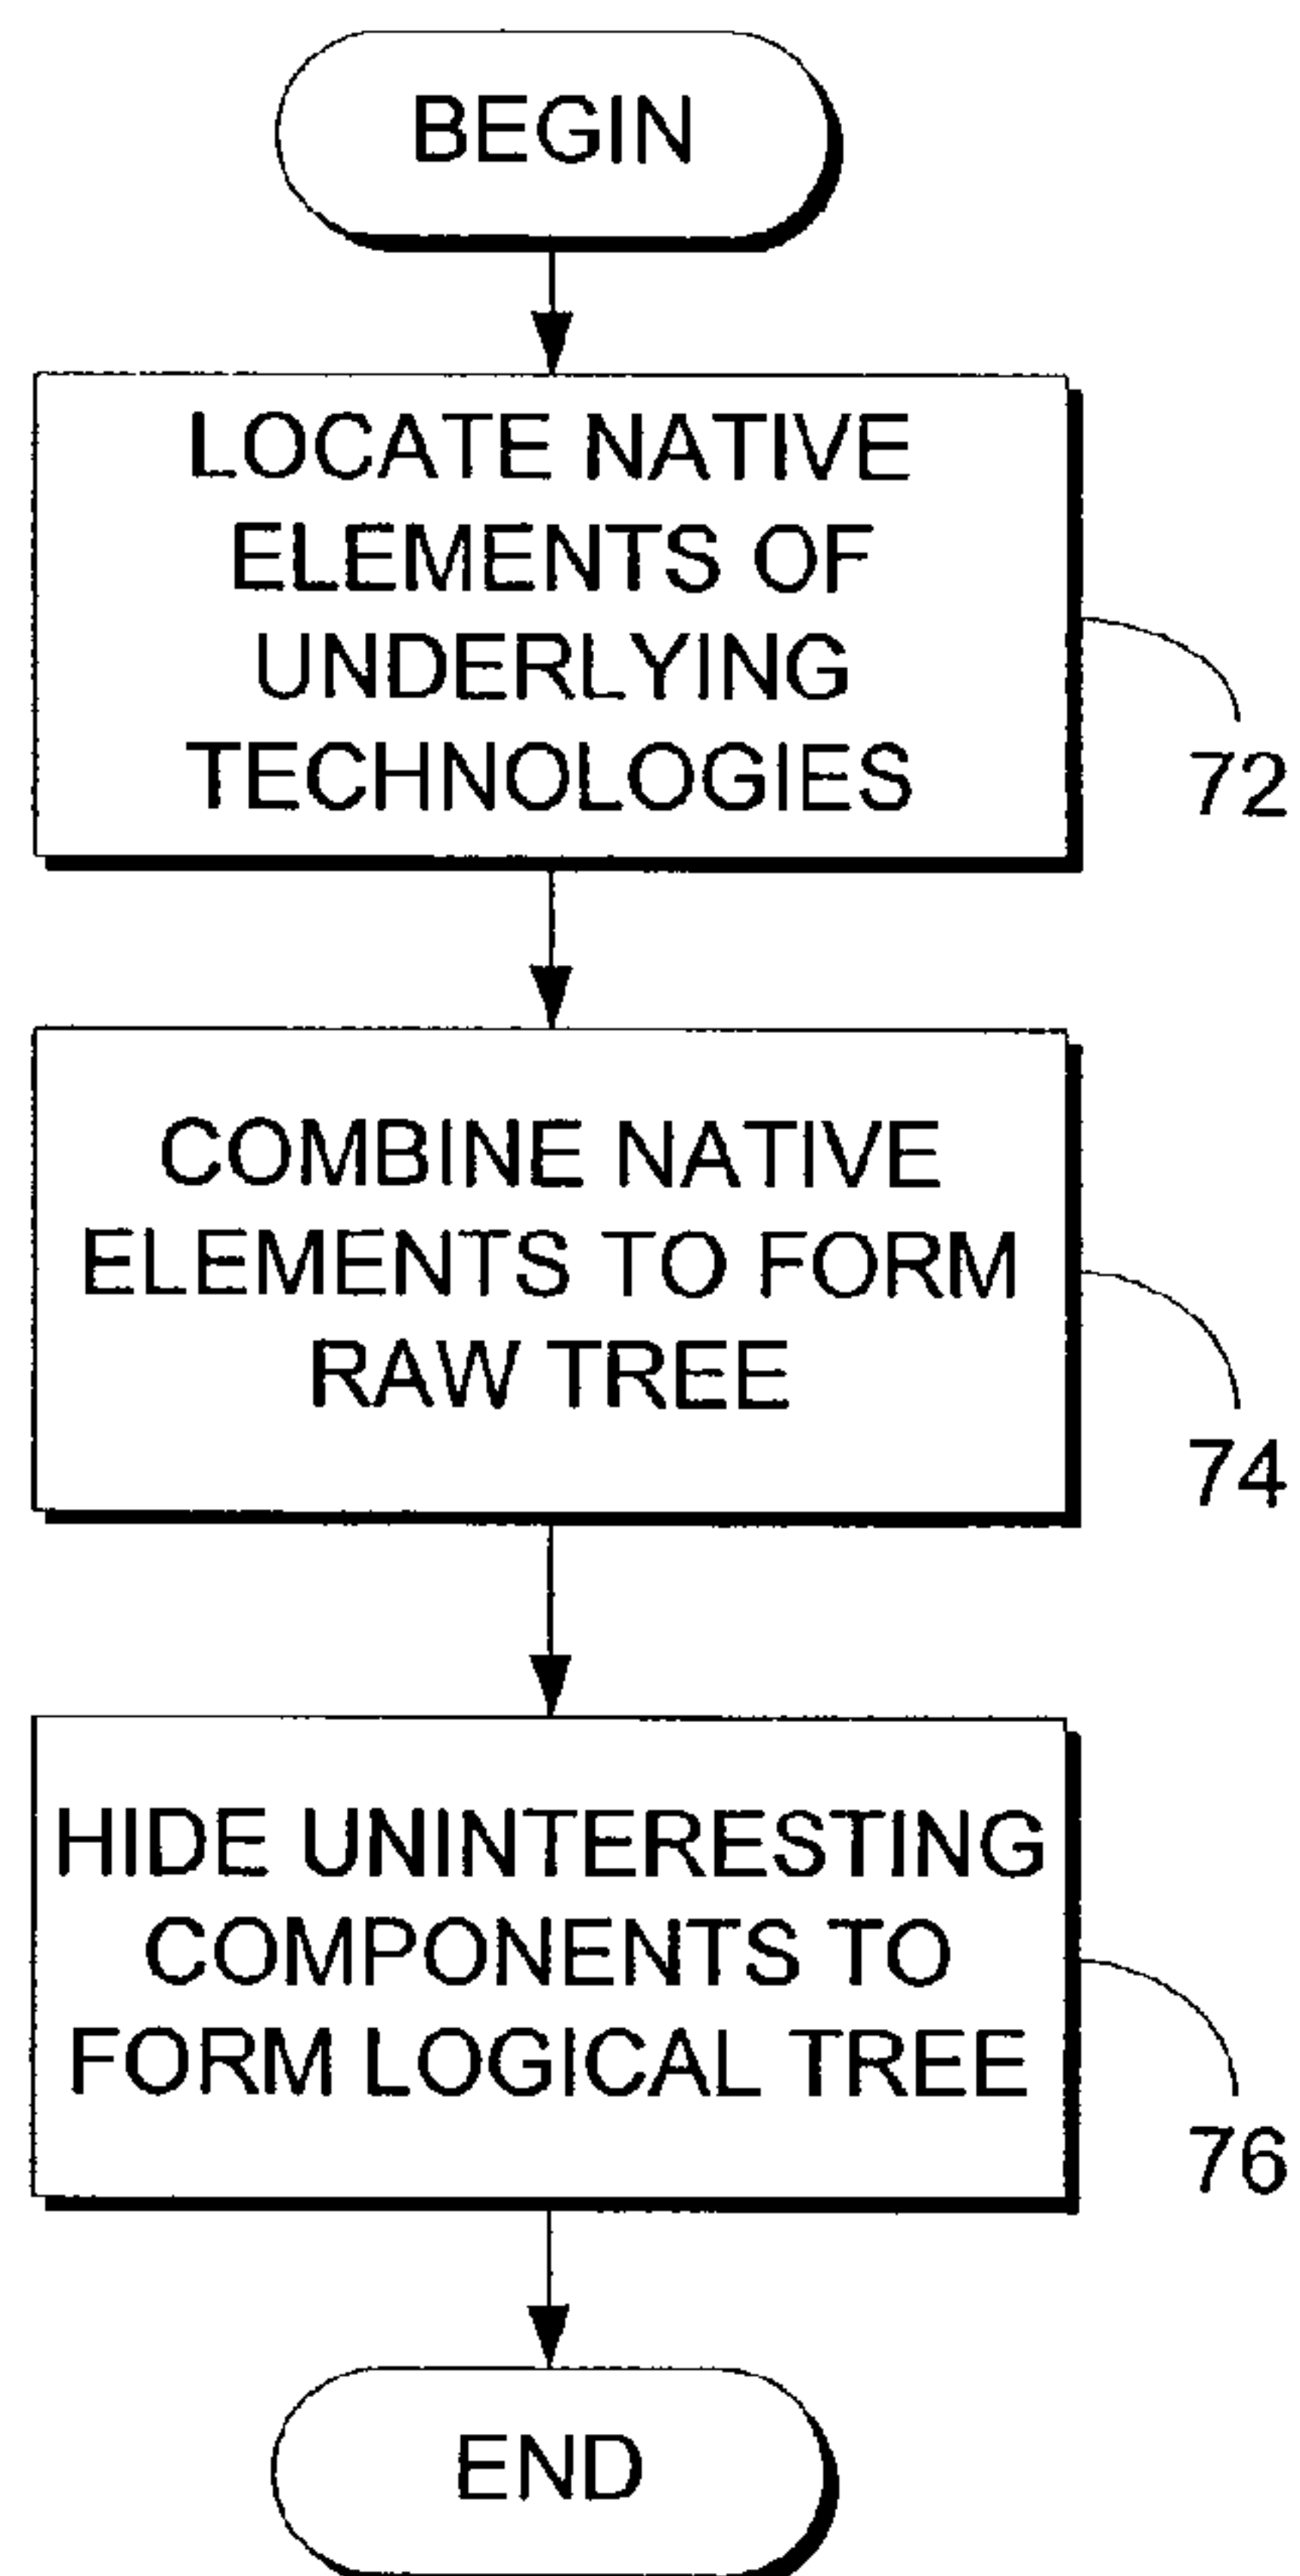 BEGIN
LOCATE NATIVE
ELEMENTS OF
UNDERLYING
TECHNOLOGIES
72
COMBINE NATIVE
ELEMENTS TO FORM
RAW TREE
74
HIDE UNINTERESTING
COMPONENTS TO
FORM LOGICAL TREE
76
END